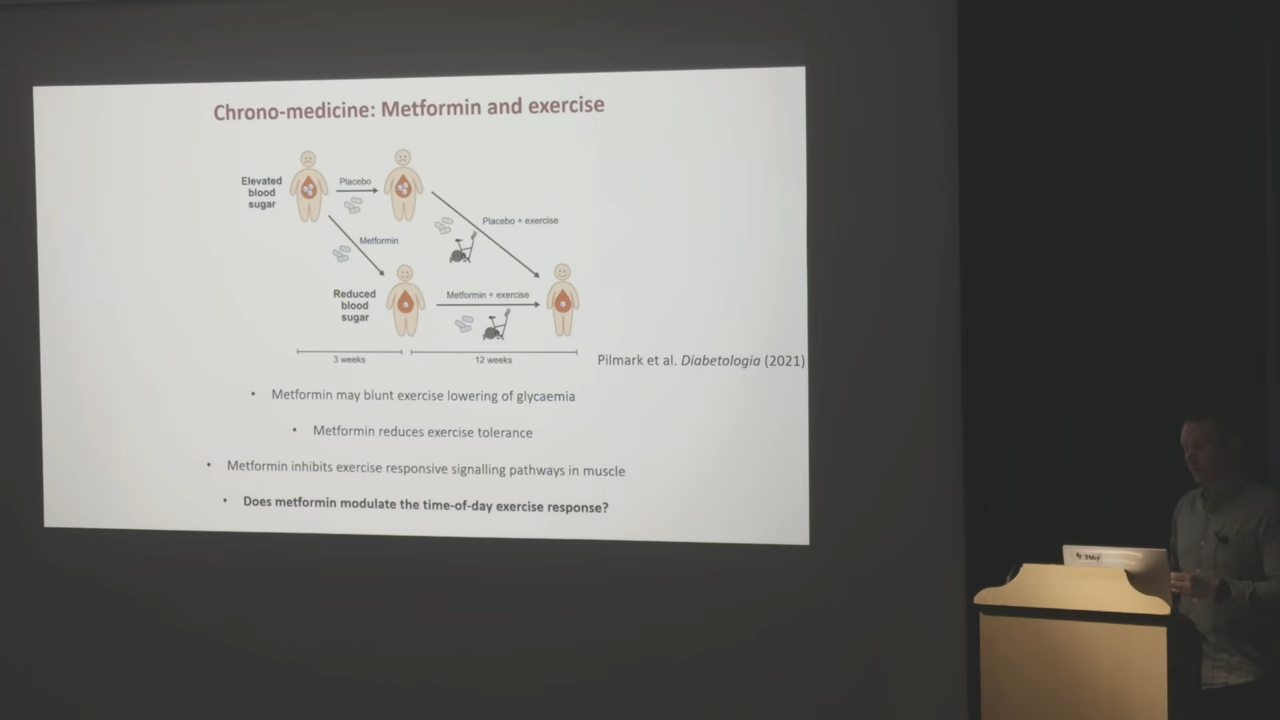 Chrono-medicine: Metformin and exercise
Elevated
blood
sugar
Placebo
Placebo + exercise
Metformin
Reduced
blood
sugar
Metformin + exercise
3 weeks
12 weeks
Pilmark et al. Diabetologia (2021)
• Metformin may blunt exercise lowering of glycaemia
• Metformin reduces exercise tolerance
• Metformin inhibits exercise responsive signalling pathways in muscle
• Does metformin modulate the time-of-day exercise response?